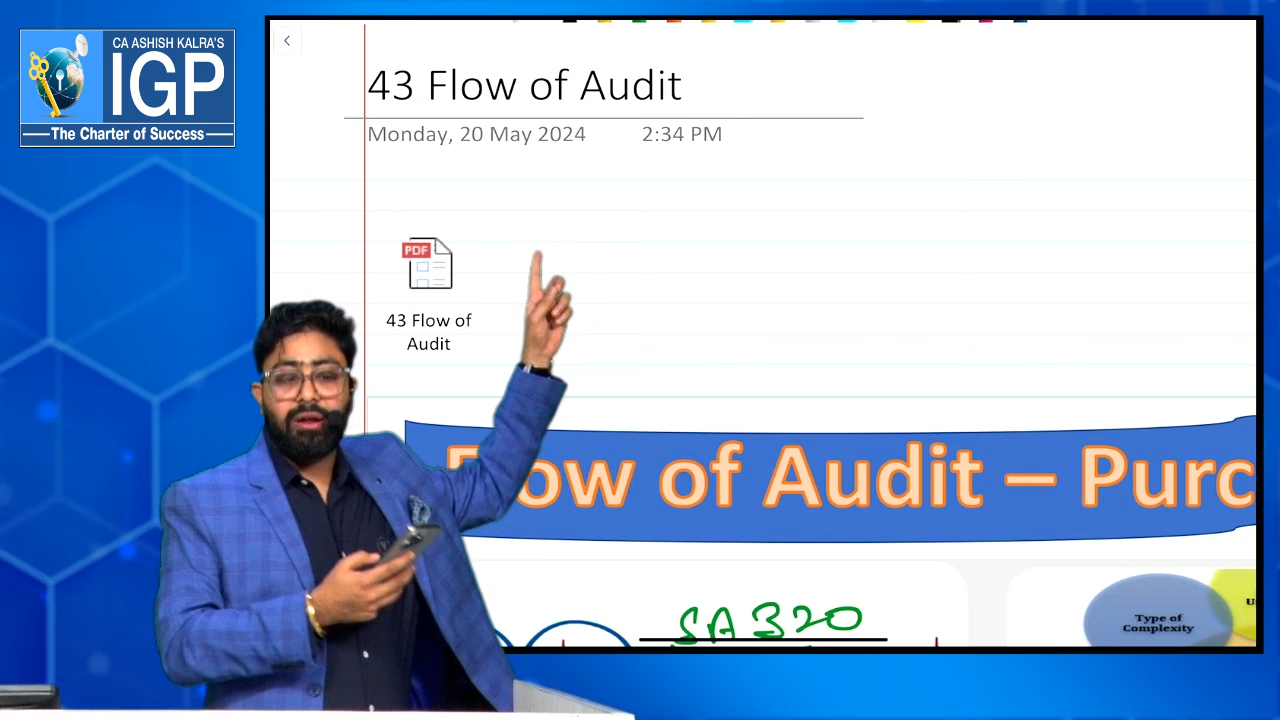 CA ASHISH KALRA'S
IGP
The Charter of Success
43 Flow of Audit
Monday, 20 May 2024 2:34 PM
PDF
43 Flow of
Audit
Flow of Audit – Purc
SA 320
Type of
Complexity